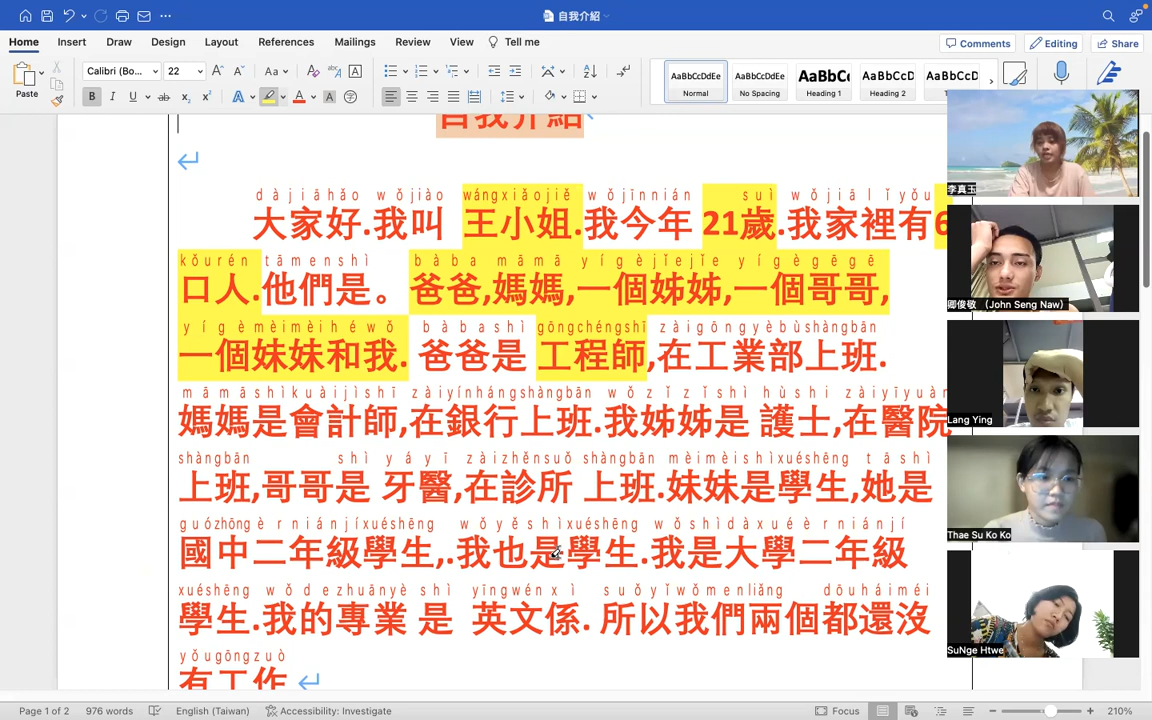 自我介紹
Home Insert Draw Design Layout References Mailings Review View Tell me
Comments Editing Share
Paste
Calibri (Bo... 22 Aa
B I U ab x₂ x² A A A
AaBbCcDdEe AaBbCcDdEe AaBbCc AaBbCcD AaBbCcD
Normal No Spacing Heading 1 Heading 2
自我介紹
dàjiāhǎo wǒjiào wángxiǎojiě wǒjīnnián suì wǒjiālǐyǒu
大家好.我叫 王小姐.我今年 21歲.我家裡有6
kǒurén tāmenshì bàba māmā yígèjiějie yígègēgē
口人.他們是。爸爸,媽媽,一個姊姊,一個哥哥,
yígèmèimèihéwǒ bàbashì gōngchéngshī zàigōngyèbùshàngbān
一個妹妹和我. 爸爸是 工程師,在工業部上班.
māmāshìkuàijìshī zàiyínhángshàngbān wǒzǐzǐshì hùshi zàiyīyuàn
媽媽是會計師,在銀行上班.我姊姊是 護士,在醫院
shàngbān shì yáyī zàizhěnsuǒ shàngbān mèimèishìxuéshēng tāshì
上班,哥哥是 牙醫,在診所 上班.妹妹是學生,她是
guózhōngèrniánjíxuéshēng wǒyěshìxuéshēng wǒshìdàxuéèrniánjí
國中二年級學生,.我也是學生.我是大學二年級
xuéshēng wǒdezhuānyè shì yīngwénxì suǒyǐwǒmenliǎng dōuháiméi
學生.我的專業 是 英文係. 所以我們兩個都還沒
yǒugōngzuò
有工作
李真玉
卿俊敬 (John Seng Naw)
Lang Ying
Thae Su Ko Ko
SuNge Htwe
Page 1 of 2 976 words English (Taiwan) Accessibility: Investigate Focus 210%